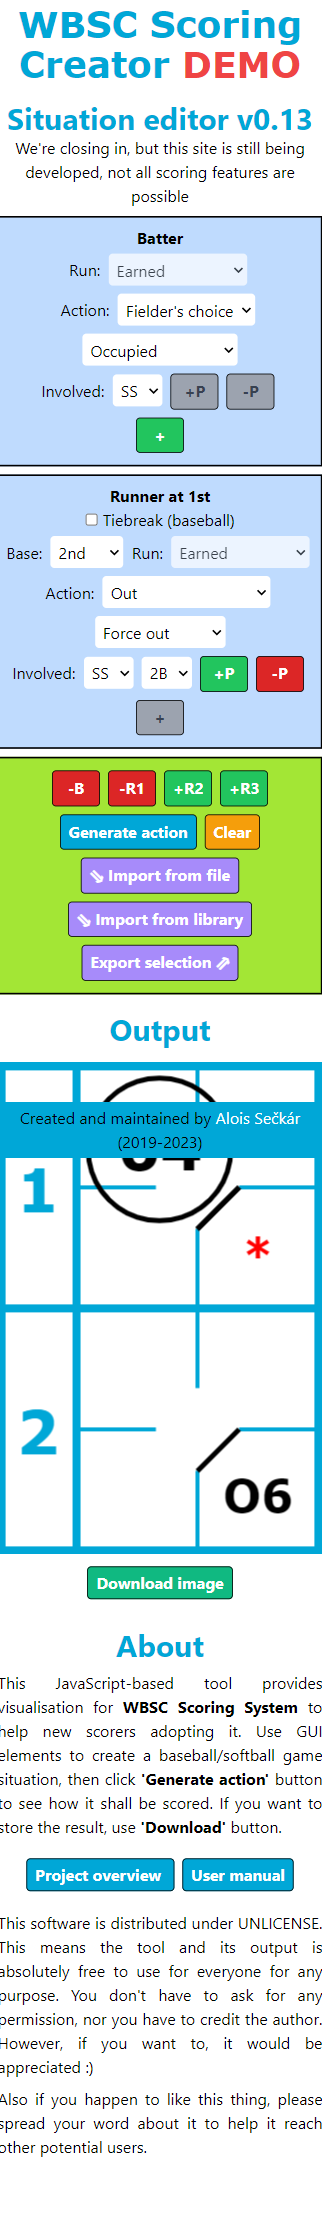 WBSC Scoring
Creator DEMO
Situation editor v0.13
We're closing in, but this site is still being
developed, not all scoring features are
possible
Batter
Run: Earned
Action: Fielder's choice
Occupied
Involved: SS +P -P
+
Runner at 1st
Tiebreak (baseball)
Base: 2nd Run: Earned
Action: Out
Force out
Involved: SS 2B +P -P
+
-B -R1 +R2 +R3
Generate action Clear
⇘ Import from file
⇘ Import from library
Export selection ⇗
Output
Created and maintained by Alois Sečkár
(2019-2023)
1
*
2
O6
Download image
About
This JavaScript-based tool provides
visualisation for WBSC Scoring System to
help new scorers adopting it. Use GUI
elements to create a baseball/softball game
situation, then click 'Generate action' button
to see how it shall be scored. If you want to
store the result, use 'Download' button.
Project overview User manual
This software is distributed under UNLICENSE.
This means the tool and its output is
absolutely free to use for everyone for any
purpose. You don't have to ask for any
permission, nor you have to credit the author.
However, if you want to, it would be
appreciated :)
Also if you happen to like this thing, please
spread your word about it to help it reach
other potential users.